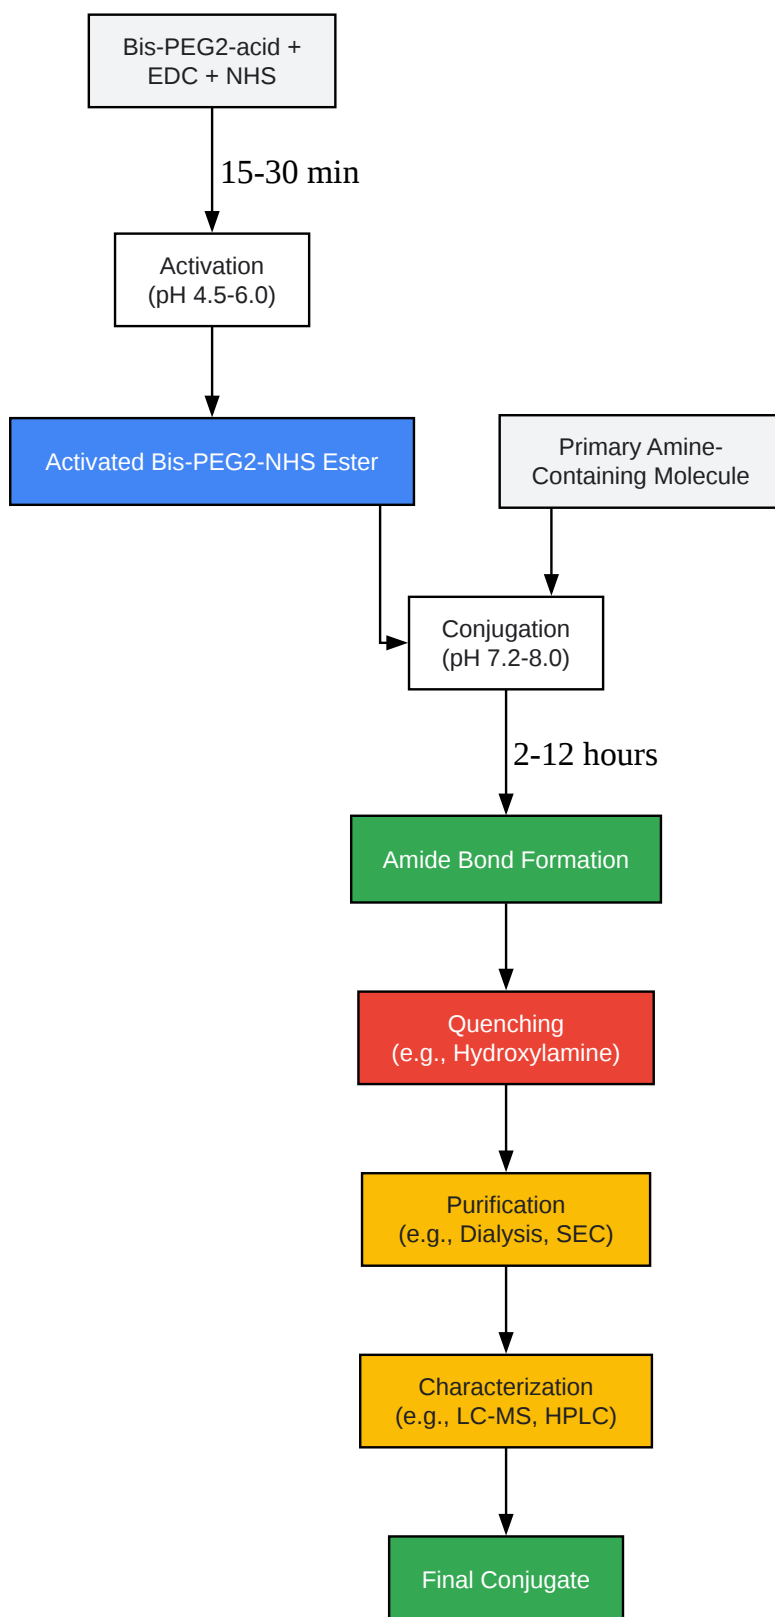 Bis-PEG2-acid +
EDC + NHS
15-30 min
Activation
(pH 4.5-6.0)
Activated Bis-PEG2-NHS Ester
Primary Amine-
Containing Molecule
Conjugation
(pH 7.2-8.0)
2-12 hours
Amide Bond Formation
Quenching
(e.g., Hydroxylamine)
Purification
(e.g., Dialysis, SEC)
Characterization
(e.g., LC-MS, HPLC)
Final Conjugate